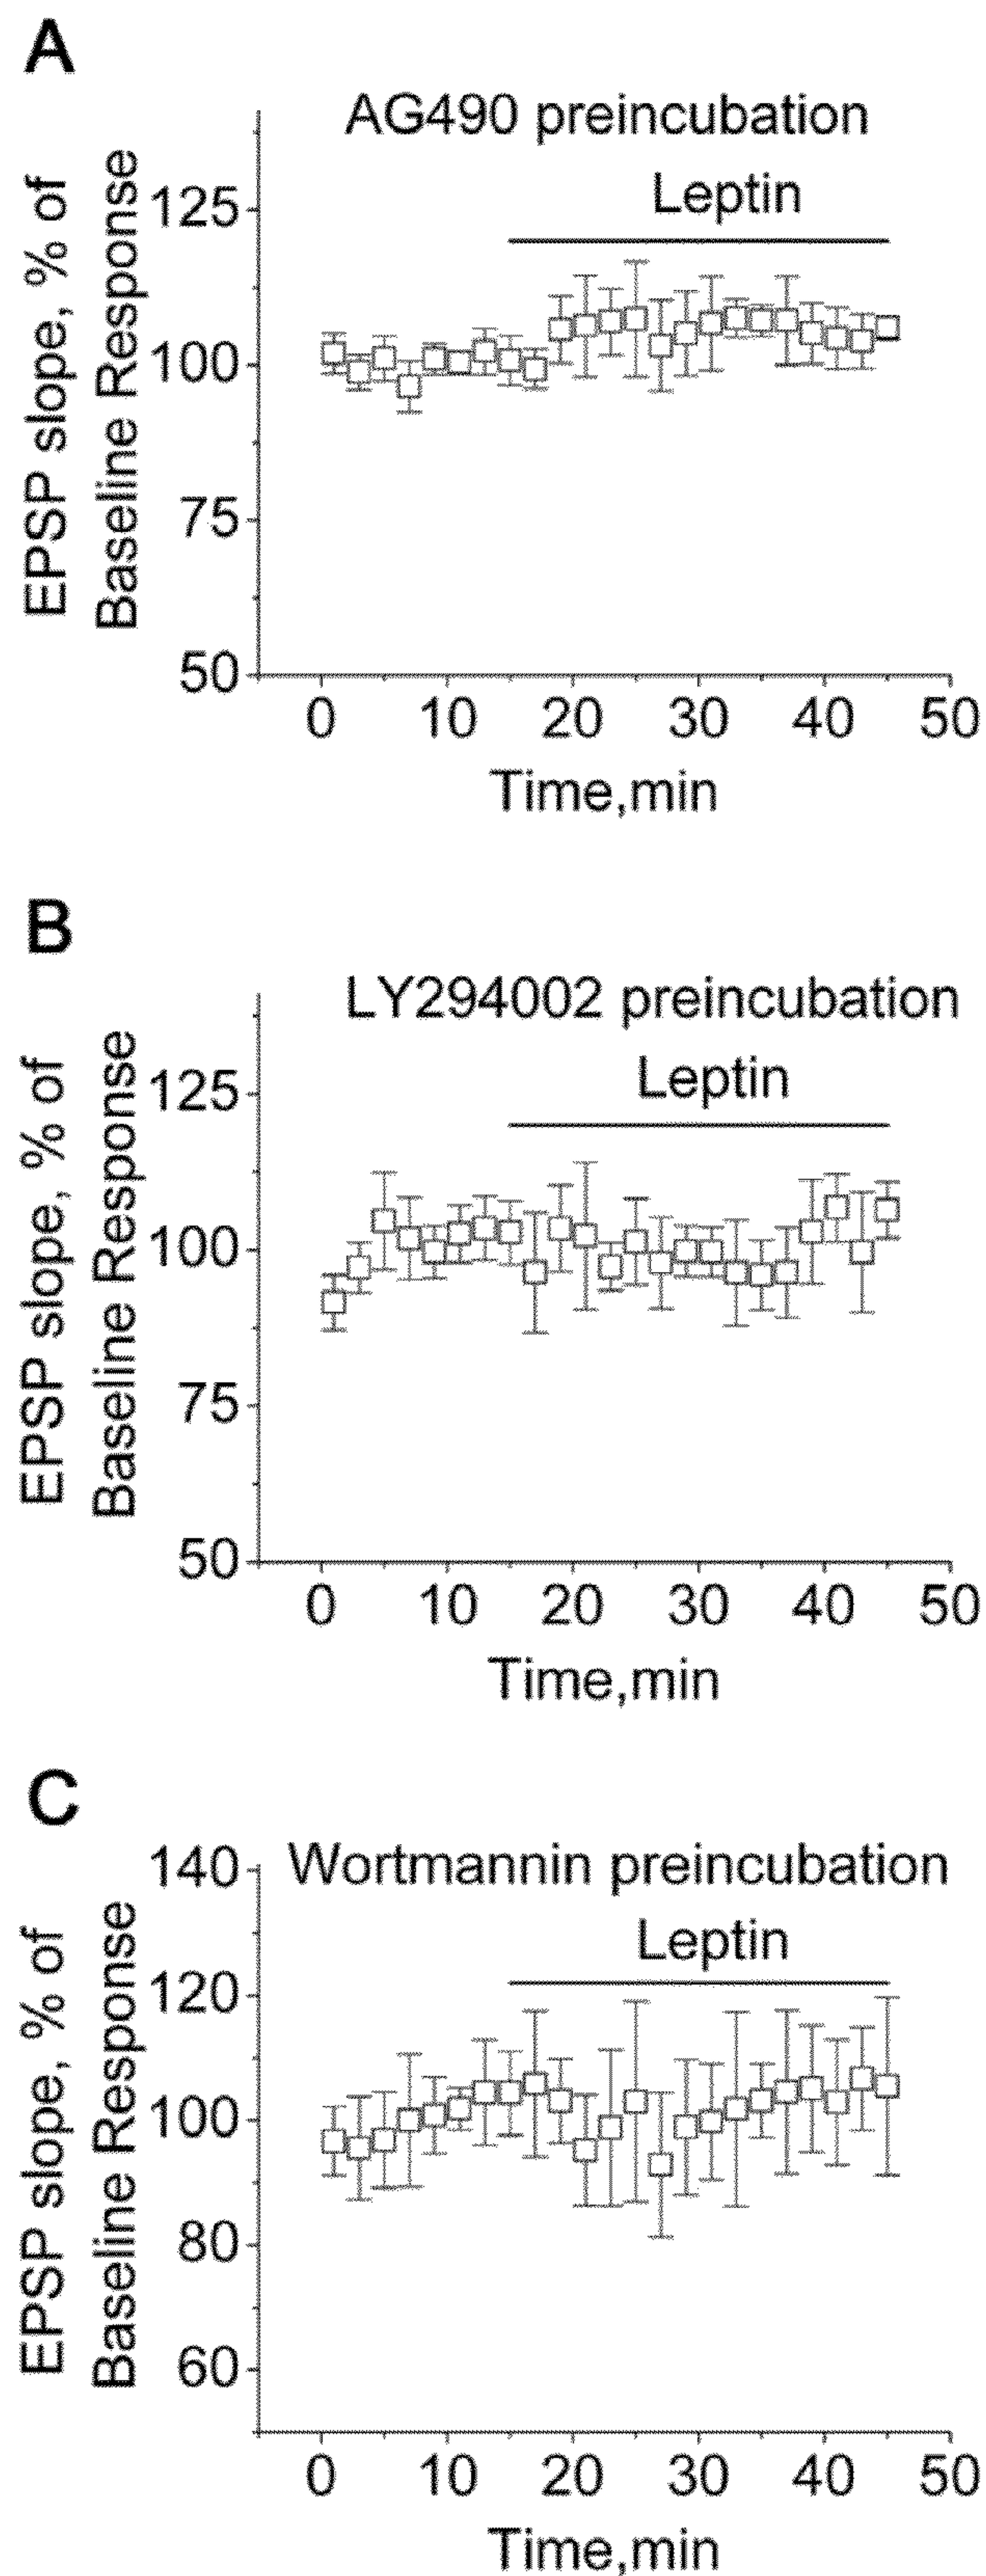 A
AG490 preincubation
Leptin
EPSP slope, % of
Baseline Response
125
100
75
50
0 10 20 30 40 50
Time,min
B
LY294002 preincubation
Leptin
EPSP slope, % of
Baseline Response
125
100
75
50
0 10 20 30 40 50
Time,min
C
Wortmannin preincubation
Leptin
EPSP slope, % of
Baseline Response
140
120
100
80
60
0 10 20 30 40 50
Time,min